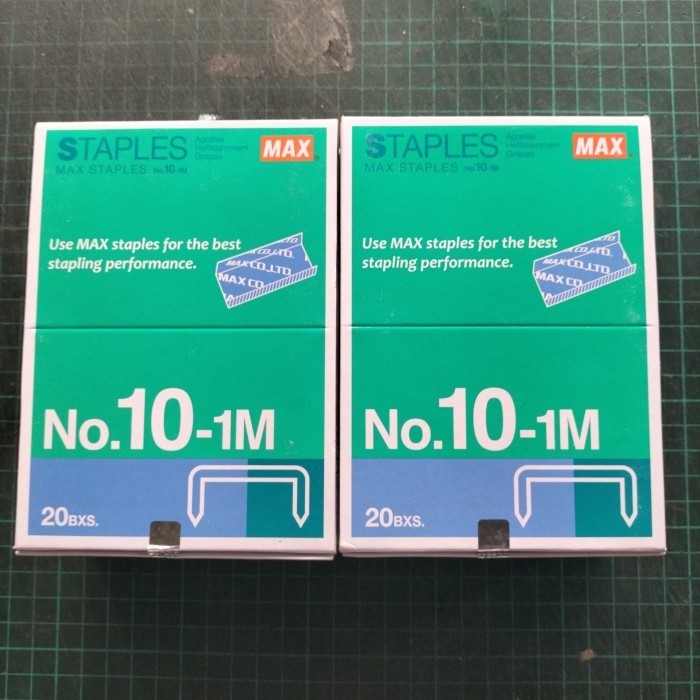 STAPLES
Agrafes
Heftklammern
Grapas
MAX
MAX STAPLES No.10-1M
Use MAX staples for the best
stapling performance.
MAX CO.,LTD
MAX CO.
No.10-1M
20BXS.
STAPLES
Agrafes
Heftklammern
Grapas
MAX
MAX STAPLES No.10-1M
Use MAX staples for the best
stapling performance.
MAX CO.,LTD
MAX CO.
No.10-1M
20BXS.